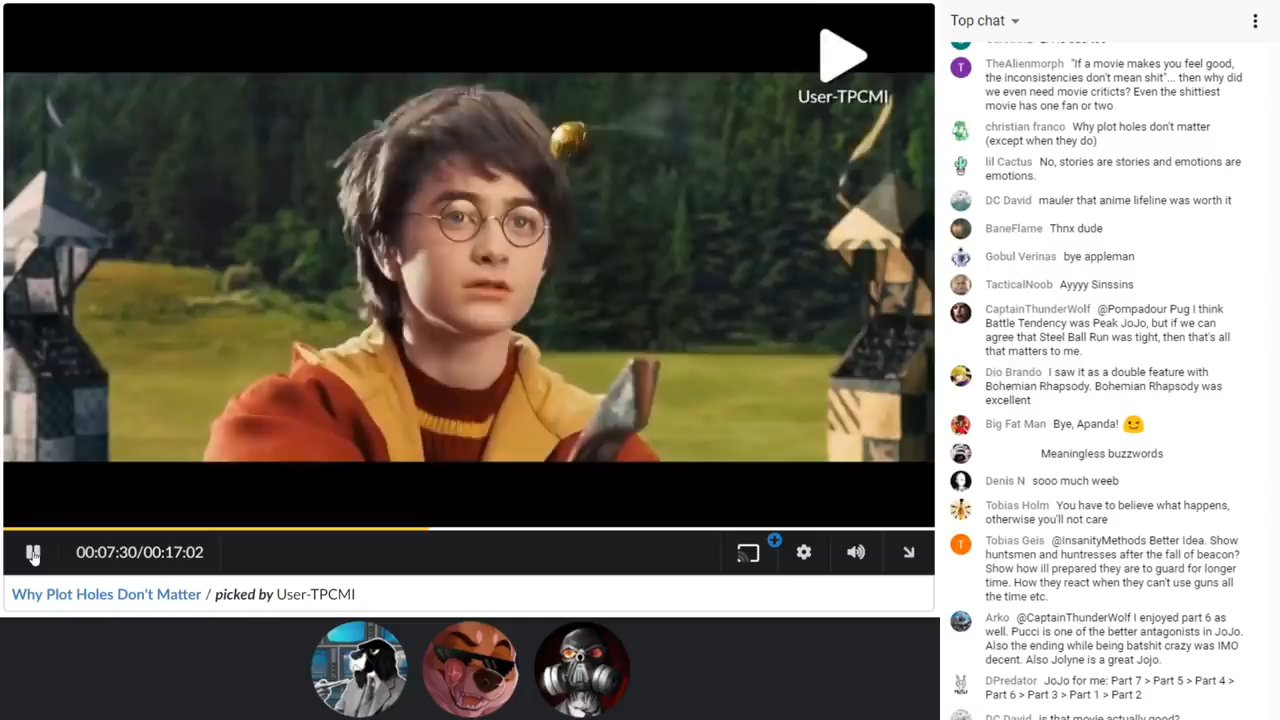 User-TPCMI
00:07:30/00:17:02
Why Plot Holes Don't Matter / picked by User-TPCMI
Top chat
TheAlienmorph "If a movie makes you feel good,
the inconsistencies don't mean shit"... then why did
we even need movie criticts? Even the shittiest
movie has one fan or two
christian franco Why plot holes don't matter
(except when they do)
lil Cactus No, stories are stories and emotions are
emotions.
DC David mauler that anime lifeline was worth it
BaneFlame Thnx dude
Gobul Verinas bye appleman
TacticalNoob Ayyyy Sinssins
CaptainThunderWolf @Pompadour Pug I think
Battle Tendency was Peak JoJo, but if we can
agree that Steel Ball Run was tight, then that's all
that matters to me.
Dio Brando I saw it as a double feature with
Bohemian Rhapsody. Bohemian Rhapsody was
excellent
Big Fat Man Bye, Apanda!
Meaningless buzzwords
Denis N sooo much weeb
Tobias Holm You have to believe what happens,
otherwise you'll not care
T
Tobias Geis @InsanityMethods Better Idea. Show
huntsmen and huntresses after the fall of beacon?
Show how ill prepared they are to guard for longer
time. How they react when they can't use guns all
the time etc.
Arko @CaptainThunderWolf I enjoyed part 6 as
well. Pucci is one of the better antagonists in JoJo.
Also the ending while being batshit crazy was IMO
decent. Also Jolyne is a great Jojo.
DPredator JoJo for me: Part 7 > Part 5 > Part 4 >
Part 6 > Part 3 > Part 1 > Part 2
DC David is that movie actually good?